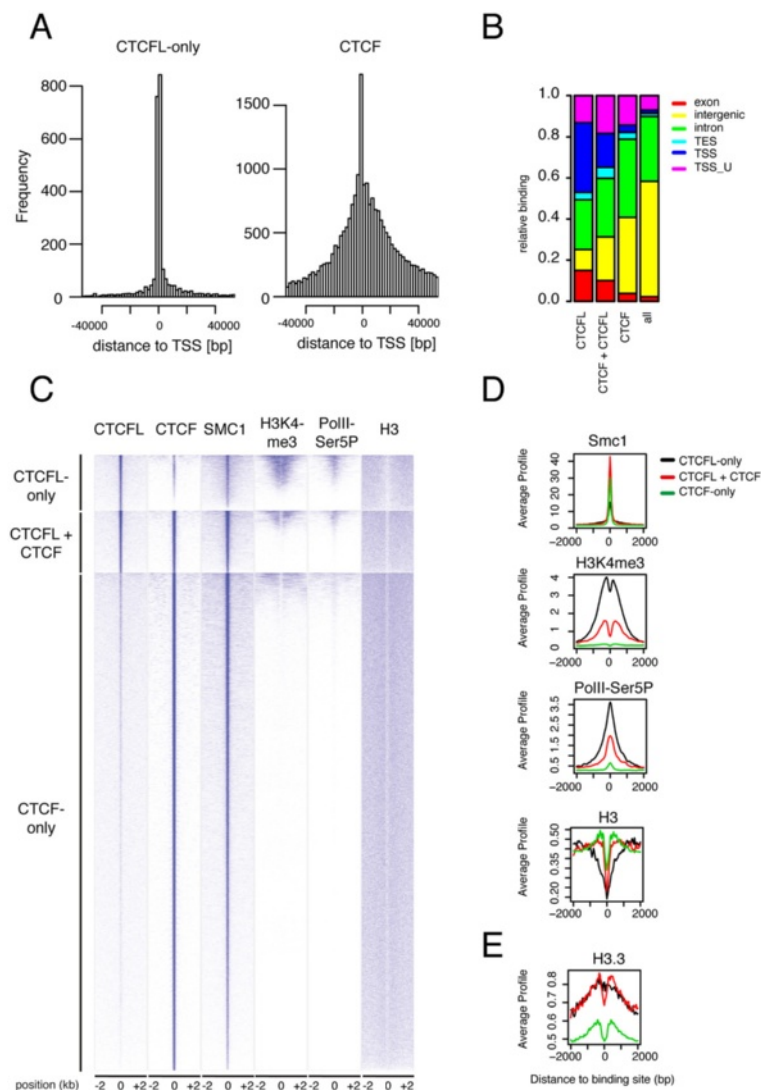 A
CTCFL-only
CTCF
Frequency
800
600
400
200
0
-40000
0
40000
distance to TSS [bp]
1500
1000
500
0
-40000
0
40000
distance to TSS [bp]
B
relative binding
1.0
0.8
0.6
0.4
0.2
0.0
CTCFL
CTCF + CTCFL
CTCF
all
exon
intergenic
intron
TES
TSS
TSS_U
C
CTCFL
CTCF
SMC1
H3K4-
me3
PolII-
Ser5P
H3
CTCFL-
only
CTCFL +
CTCF
CTCF-
only
position (kb)
-2 0 +2-2 0 +2-2 0 +2-2 0 +2-2 0 +2-2 0 +2
D
Smc1
Average Profile
0 10 20 30 40
-2000 0 2000
CTCFL-only
CTCFL + CTCF
CTCF-only
H3K4me3
Average Profile
0 1 2 3 4
-2000 0 2000
PolII-Ser5P
Average Profile
0.5 1.5 2.5 3.5
-2000 0 2000
H3
Average Profile
0.20 0.30 0.40 0.50
-2000 0 2000
E
H3.3
Average Profile
0.5 0.6 0.7 0.8
-2000 0 2000
Distance to binding site (bp)